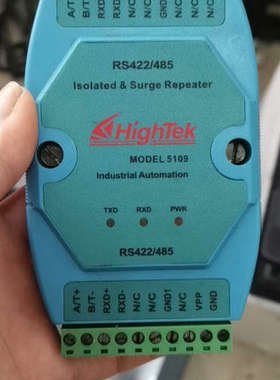 A/T+ B/T- RXD+ RXD- N/C N/C GND1 N/C N/C N/C
RS422/485
Isolated & Surge Repeater
HighTek
MODEL 5109
Industrial Automation
TXD RXD PWR
RS422/485
A/T+ B/T- RXD+ RXD- N/C N/C GND1 N/C VPP GND